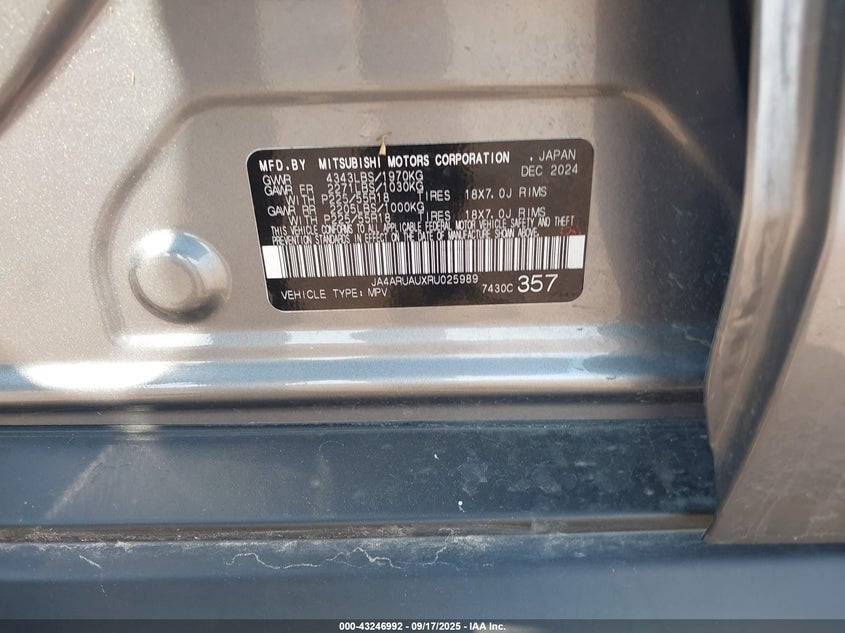 MFD.BY MITSUBISHI MOTORS CORPORATION , JAPAN
GVWR 4343LBS/1970KG DEC 2024
GAWR FR 2271LBS/1030KG
WITH P225/55R18 TIRES 18X7.0J RIMS
GAWR RR 2205LBS/1000KG
WITH P225/55R18 TIRES 18X7.0J RIMS
THIS VEHICLE CONFORMS TO ALL APPLICABLE FEDERAL MOTOR VEHICLE SAFETY AND THEFT
PREVENTION STANDARDS IN EFFECT ON THE DATE OF MANUFACTURE SHOWN ABOVE.
JA4ARUAUXRU025989
VEHICLE TYPE: MPV 7430C 357
000-43246992 - 09/17/2025 - IAA Inc.